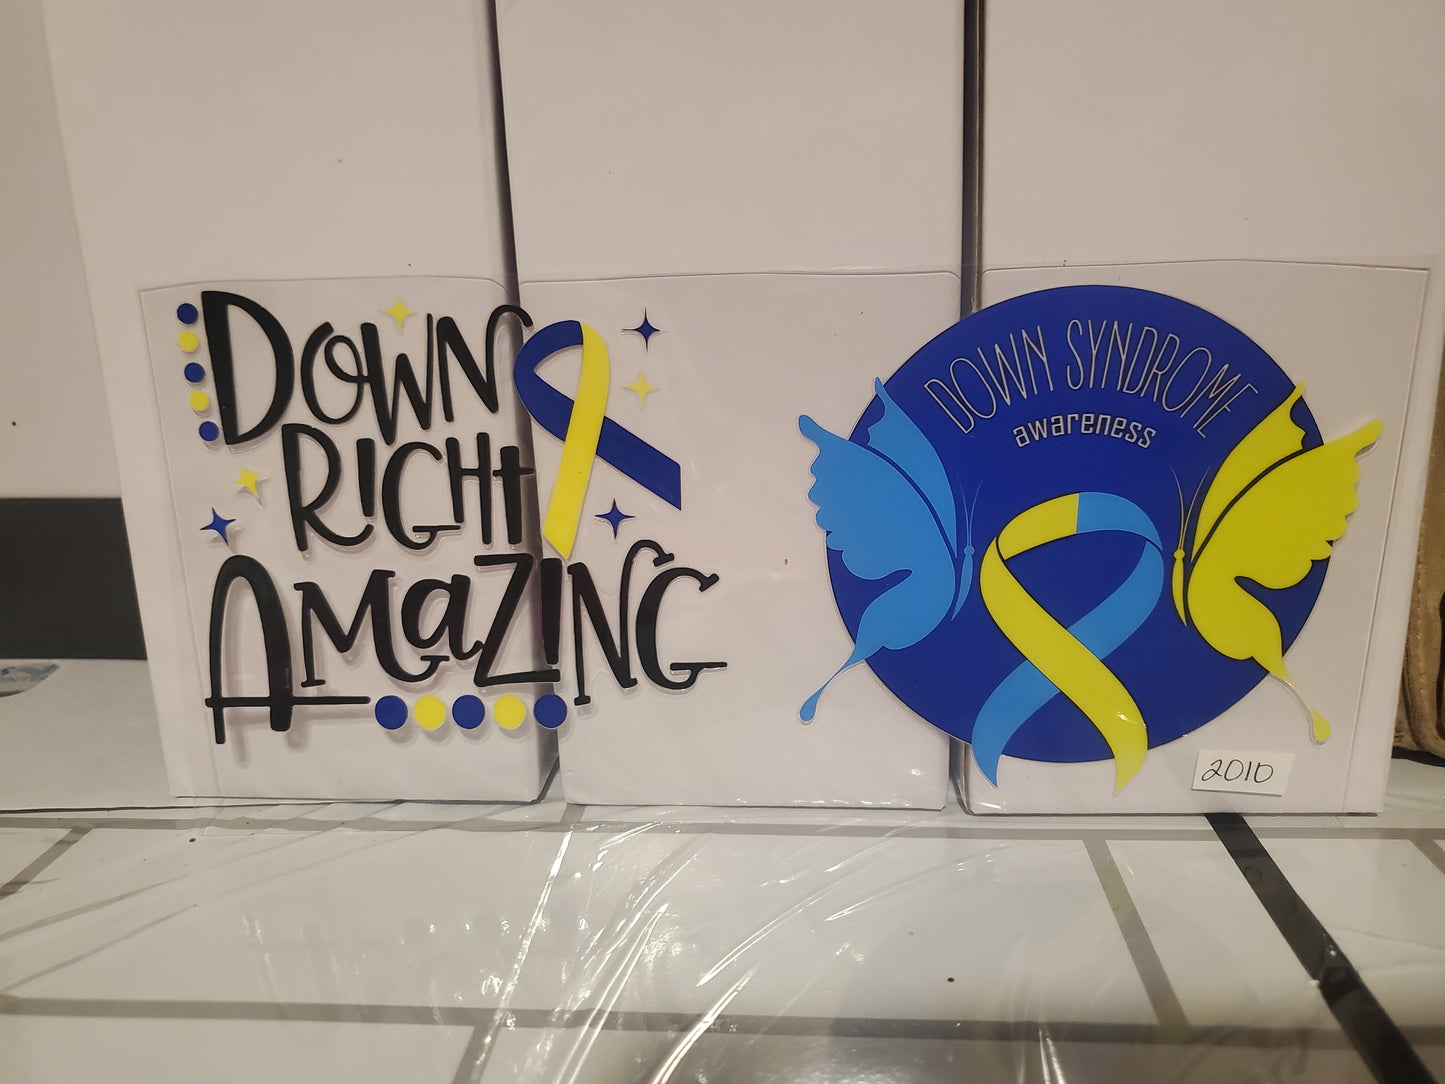 DOWN
RIGHT
AMaZING
DOWN SYNDROME
awareness
2010